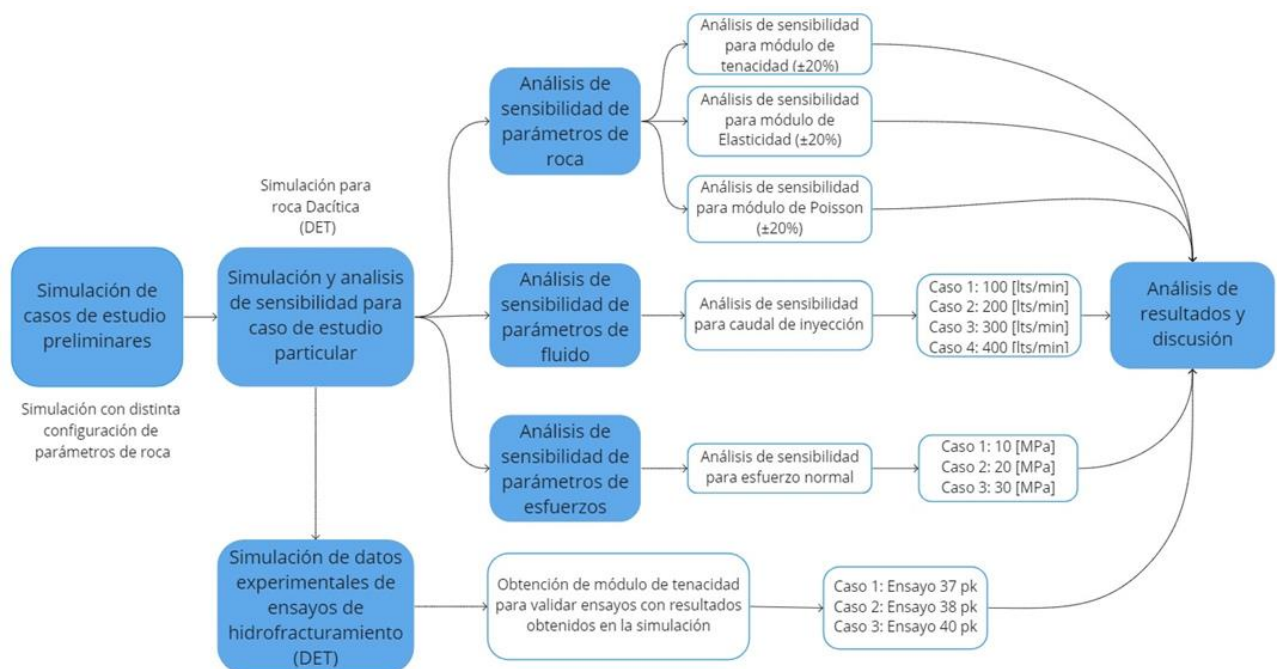 Simulación de
casos de estudio
preliminares
Simulación con distinta
configuración de
parámetros de roca
Simulación para
roca Dacítica
(DET)
Simulación y analisis
de sensibilidad para
caso de estudio
particular
Análisis de
sensibilidad de
parámetros de
roca
Análisis de sensibilidad
para módulo de
tenacidad (±20%)
Análisis de sensibilidad
para módulo de
Elasticidad (±20%)
Análisis de sensibilidad
para módulo de Poisson
(±20%)
Análisis de
sensibilidad de
parámetros de
fluido
Análisis de sensibilidad
para caudal de inyección
Caso 1: 100 [lts/min]
Caso 2: 200 [lts/min]
Caso 3: 300 [lts/min]
Caso 4: 400 [lts/min]
Análisis de
sensibilidad de
parámetros de
esfuerzos
Análisis de sensibilidad
para esfuerzo normal
Caso 1: 10 [MPa]
Caso 2: 20 [MPa]
Caso 3: 30 [MPa]
Simulación de datos
experimentales de
ensayos de
hidrofracturamiento
(DET)
Obtención de módulo de tenacidad
para validar ensayos con resultados
obtenidos en la simulación
Caso 1: Ensayo 37 pk
Caso 2: Ensayo 38 pk
Caso 3: Ensayo 40 pk
Análisis de
resultados y
discusión